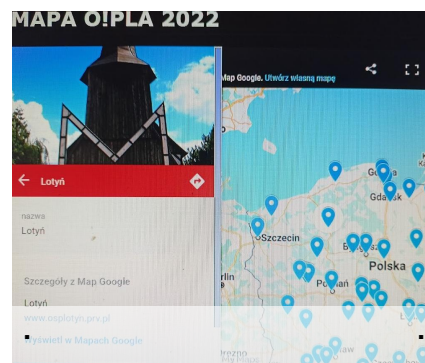 MAPA O!PLA 2022
Map Google. Utwórz własną mapę
Lotyń
nazwa
Lotyń
Szczegóły z Map Google
Lotyń
www.osplotyn.prv.pl
Wyświetl w Mapach Google
Gdańsk
Szczecin
Polska
Poznań